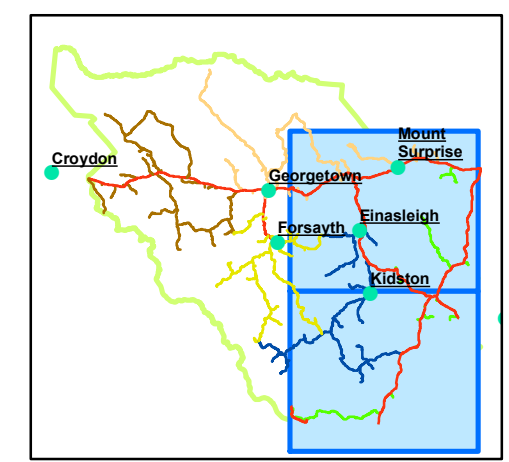 Mount
Surprise
Croydon
Georgetown
Einasleigh
Forsayth
Kidston